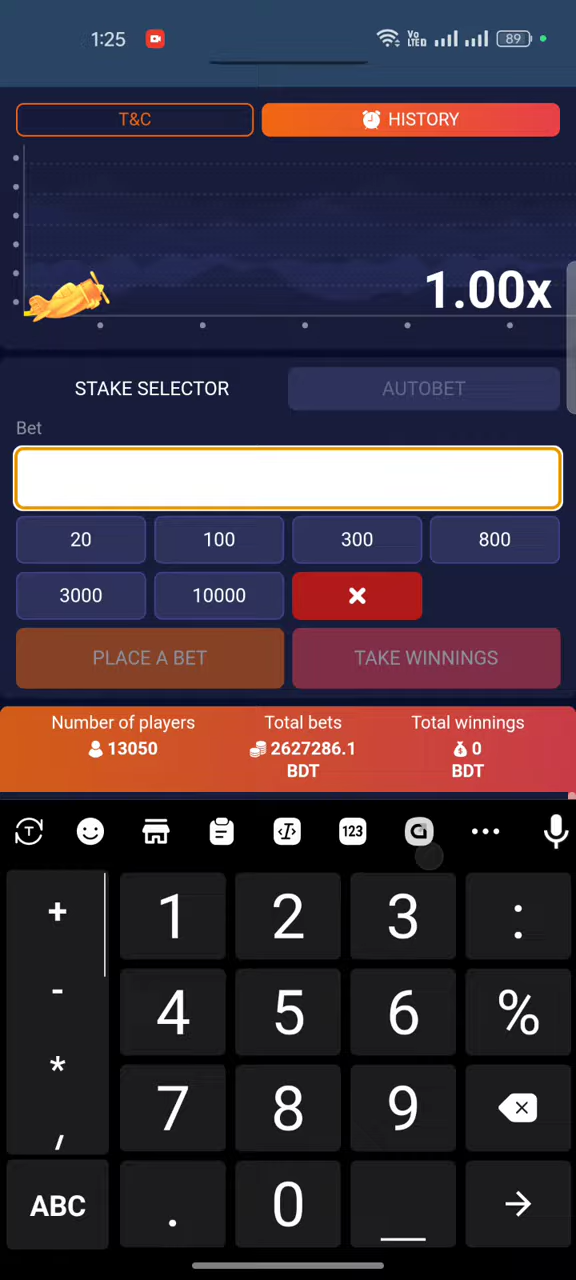 1:25 Vo LTED 89
T&C HISTORY
1.00x
STAKE SELECTOR AUTOBET
Bet
20 100 300 800
3000 10000
PLACE A BET TAKE WINNINGS
Number of players Total bets Total winnings
13050 2627286.1 0
BDT BDT
T 123
+ 1 2 3 :
- 4 5 6 %
* 7 8 9
/
ABC . 0